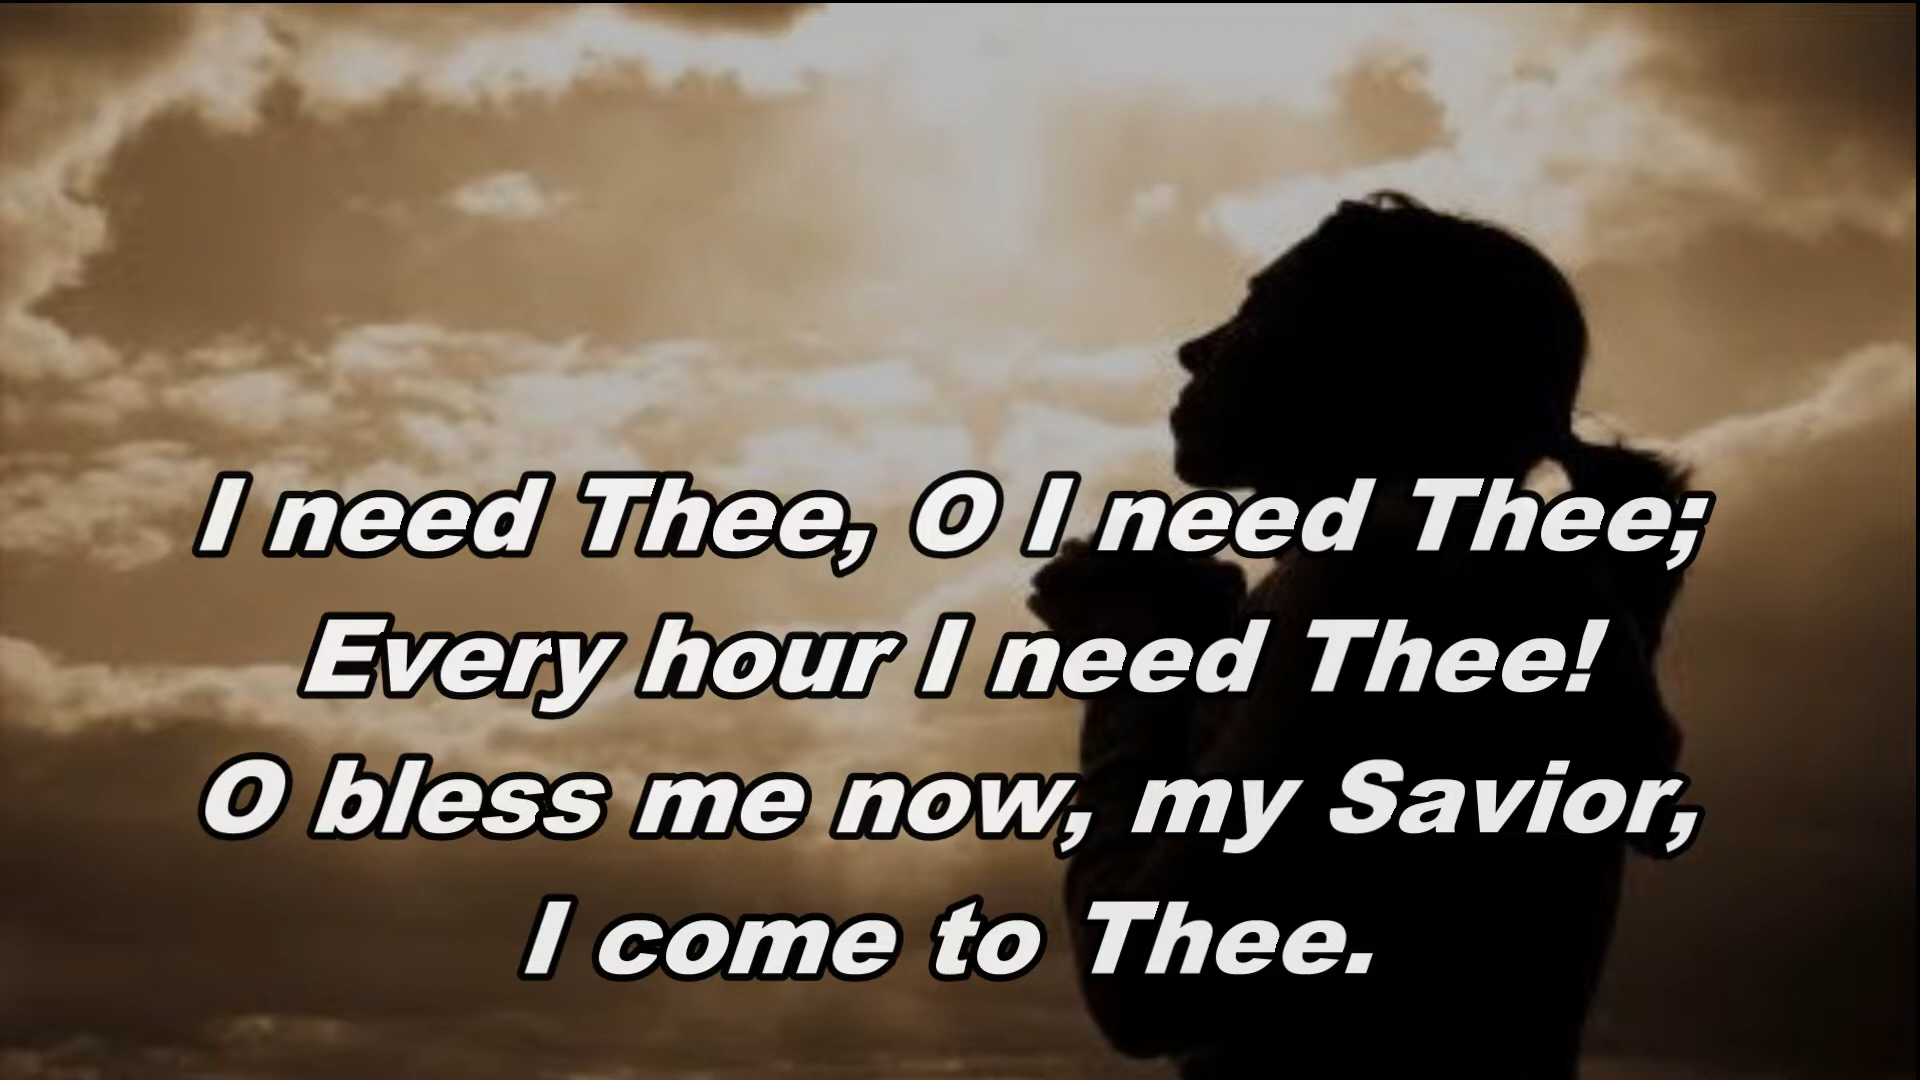 I need Thee, O I need Thee;
Every hour I need Thee!
O bless me now, my Savior,
I come to Thee.